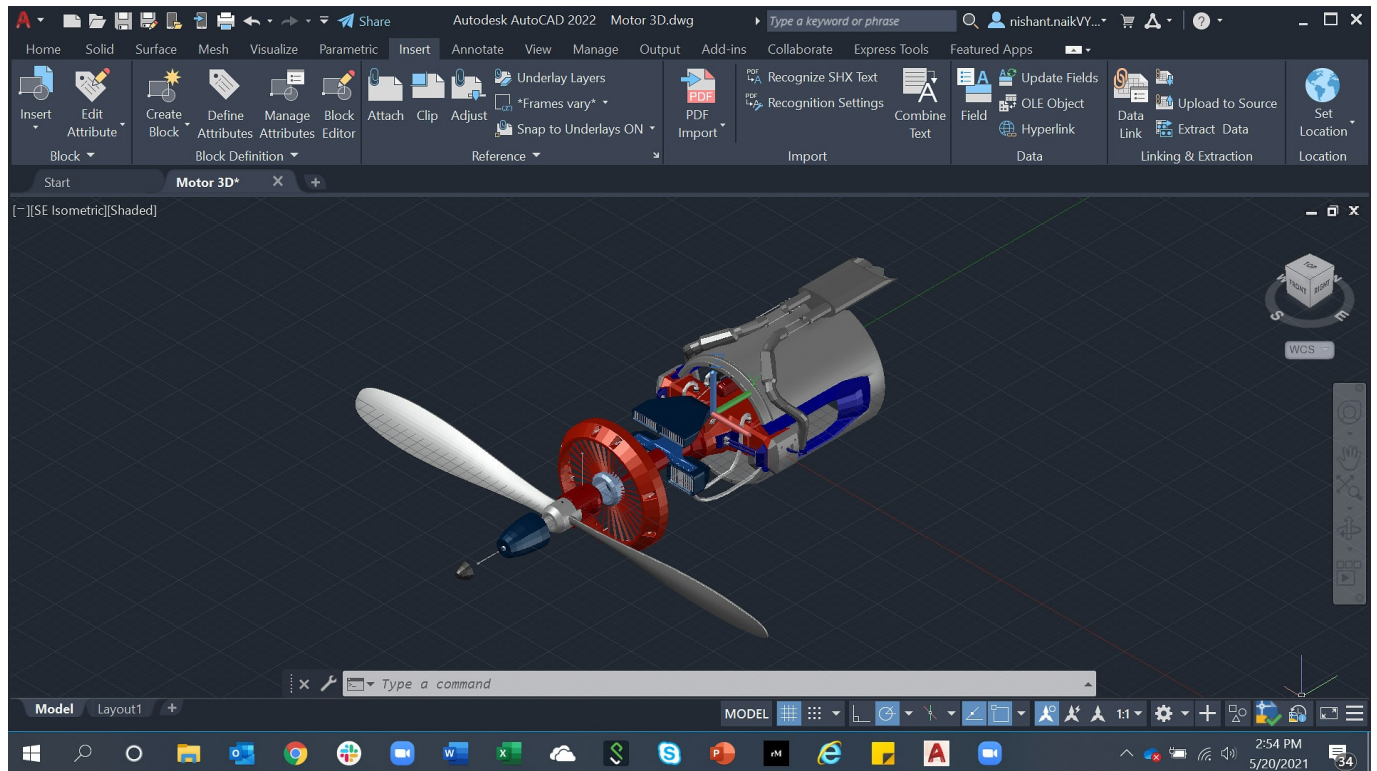 Share Autodesk AutoCAD 2022 Motor 3D.dwg Type a keyword or phrase nishant.naikVY...
Home Solid Surface Mesh Visualize Parametric Insert Annotate View Manage Output Add-ins Collaborate Express Tools Featured Apps
Insert
Edit
Attribute
Block
Create
Block
Define
Attributes
Manage
Attributes
Block
Editor
Block Definition
Attach
Clip
Adjust
Underlay Layers
*Frames vary*
Snap to Underlays ON
Reference
PDF
PDF
Import
PDF
Recognize SHX Text
PDF
Recognition Settings
Combine
Text
Import
Field
Update Fields
OLE Object
Hyperlink
Data
Data
Link
Upload to Source
Extract Data
Linking & Extraction
Set
Location
Location
Start Motor 3D*
[−][SE Isometric][Shaded]
TOP
FRONT RIGHT
W N
S E
WCS
Type a command
Model Layout1
MODEL 1:1
2:54 PM
5/20/2021
34